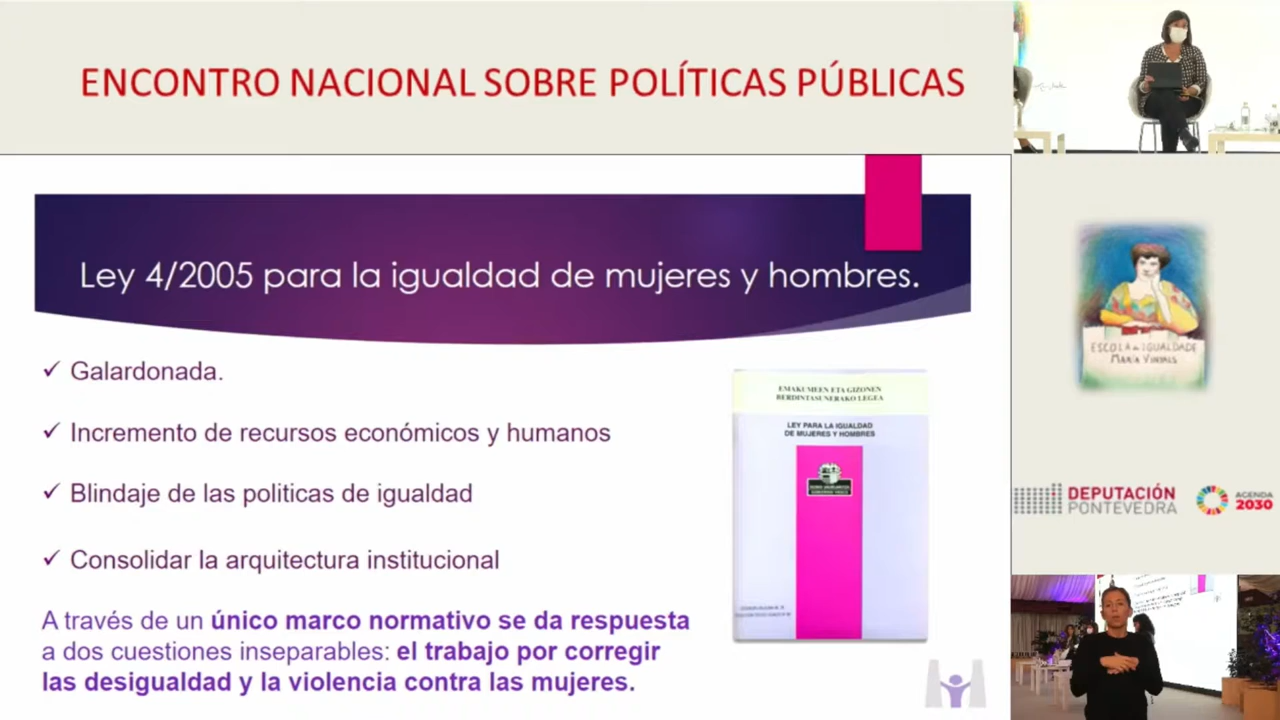 ENCONTRO NACIONAL SOBRE POLÍTICAS PÚBLICAS
Ley 4/2005 para la igualdad de mujeres y hombres.
✓ Galardonada.
✓ Incremento de recursos económicos y humanos
✓ Blindaje de las politicas de igualdad
✓ Consolidar la arquitectura institucional
A través de un único marco normativo se da respuesta
a dos cuestiones inseparables: el trabajo por corregir
las desigualdad y la violencia contra las mujeres.
EMAKUMEEN ETA GIZONEN
BERDINTASUNERAKO LEGEA
LEY PARA LA IGUALDAD
DE MUJERES Y HOMBRES
ESCOLA de IGUALDADE
MARÍA VINYALS
DEPUTACIÓN
PONTEVEDRA
AGENDA
2030